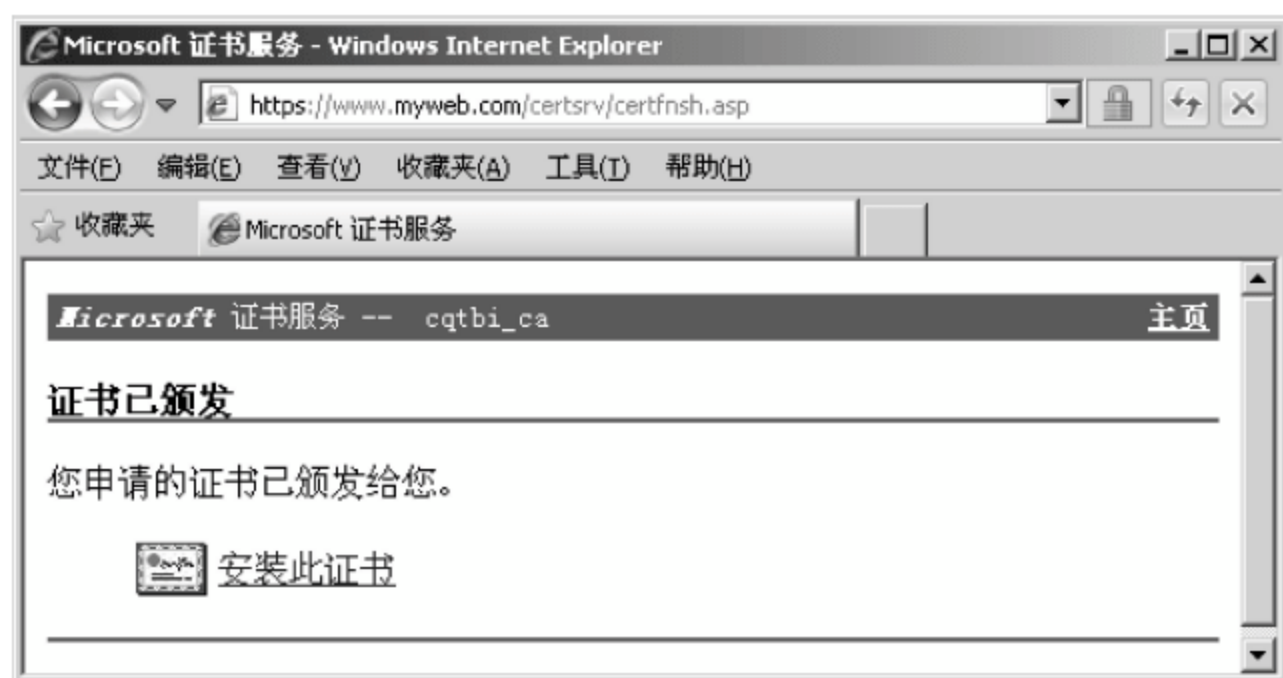 Microsoft 证书服务 - Windows Internet Explorer
https://www.myweb.com/certsrv/certfnsh.asp
文件(F) 编辑(E) 查看(V) 收藏夹(A) 工具(T) 帮助(H)
收藏夹 Microsoft 证书服务
Microsoft 证书服务 -- cqtbi_ca 主页
证书已颁发
您申请的证书已颁发给您。
安装此证书